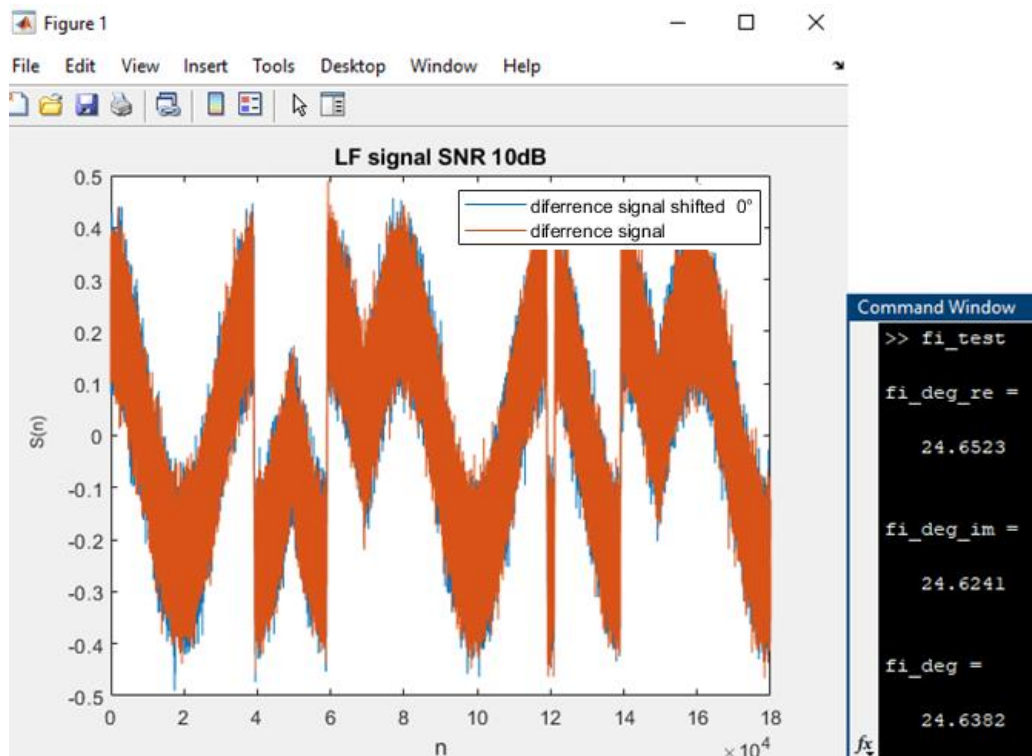 Figure 1
File Edit View Insert Tools Desktop Window Help
LF signal SNR 10dB
diferrence signal shifted 0°
diferrence signal
0.5
0.4
0.3
0.2
0.1
0
-0.1
-0.2
-0.3
-0.4
-0.5
S(n)
0 2 4 6 8 10 12 14 16 18
n
× 10⁴
Command Window
>> fi_test
fi_deg_re =
24.6523
fi_deg_im =
24.6241
fi_deg =
24.6382
fx